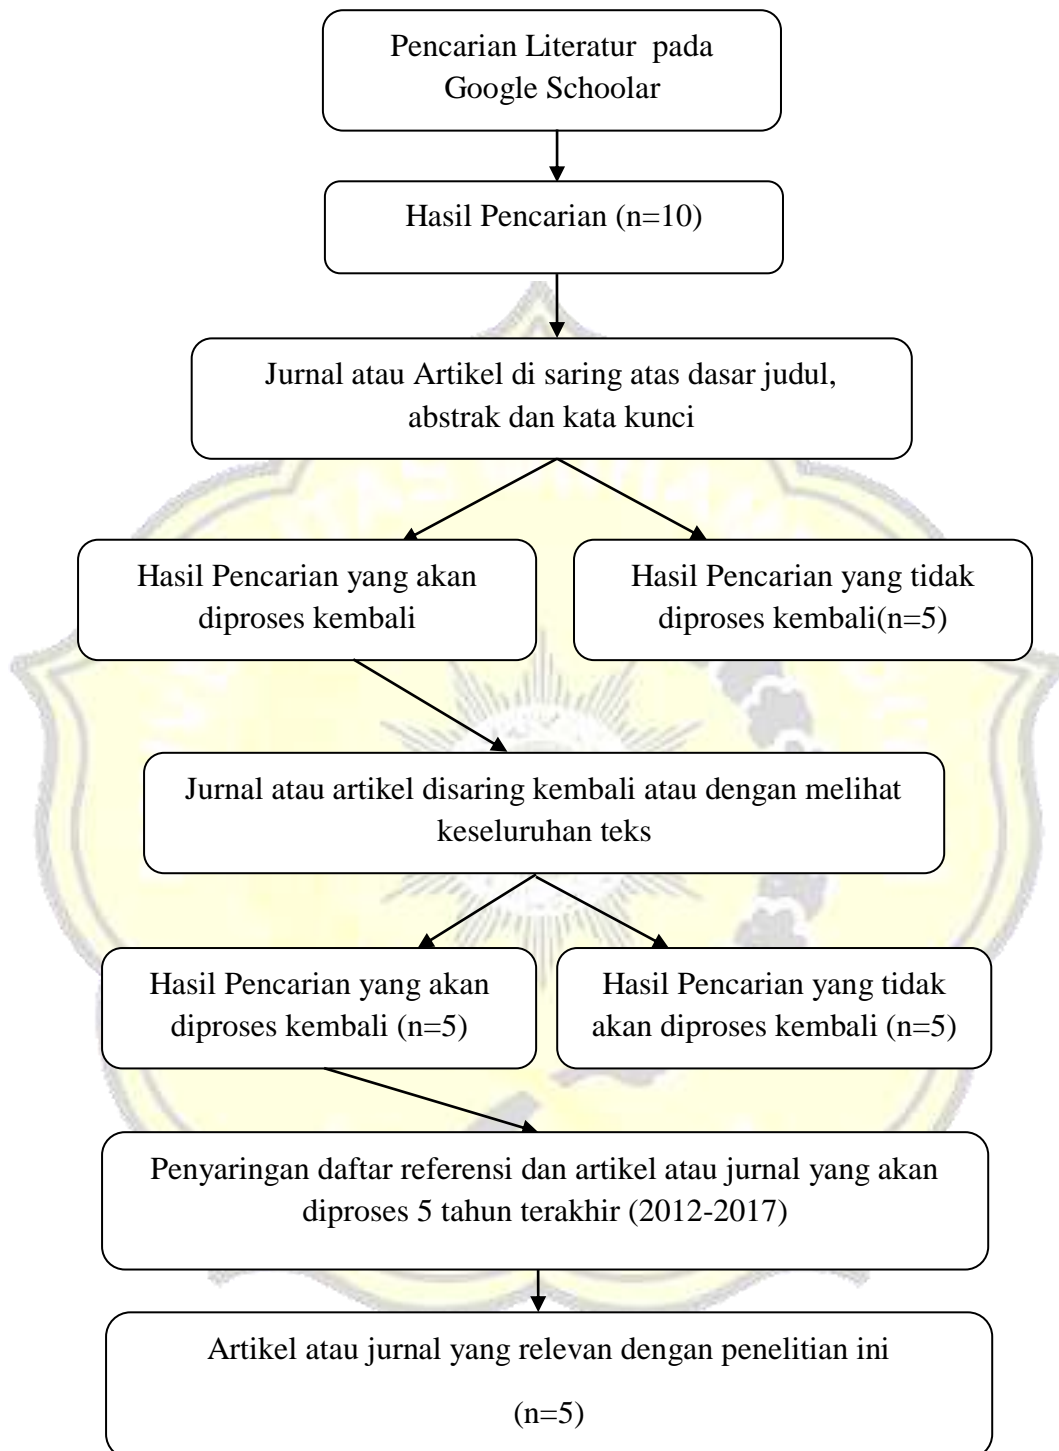 Pencarian Literatur pada
Google Schoolar
Hasil Pencarian (n=10)
Jurnal atau Artikel di saring atas dasar judul,
abstrak dan kata kunci
Hasil Pencarian yang akan
diproses kembali
Hasil Pencarian yang tidak
diproses kembali(n=5)
Jurnal atau artikel disaring kembali atau dengan melihat
keseluruhan teks
Hasil Pencarian yang akan
diproses kembali (n=5)
Hasil Pencarian yang tidak
akan diproses kembali (n=5)
Penyaringan daftar referensi dan artikel atau jurnal yang akan
diproses 5 tahun terakhir (2012-2017)
Artikel atau jurnal yang relevan dengan penelitian ini
(n=5)